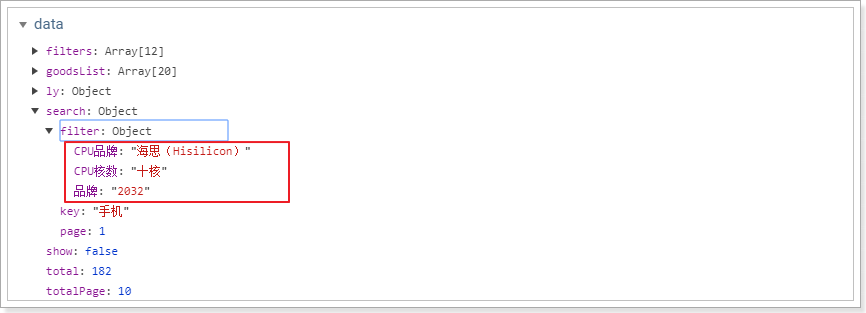 data
filters: Array[12]
goodsList: Array[20]
ly: Object
search: Object
filter: Object
CPU品牌: "海思（Hisilicon）"
CPU核数: "十核"
品牌: "2032"
key: "手机"
page: 1
show: false
total: 182
totalPage: 10